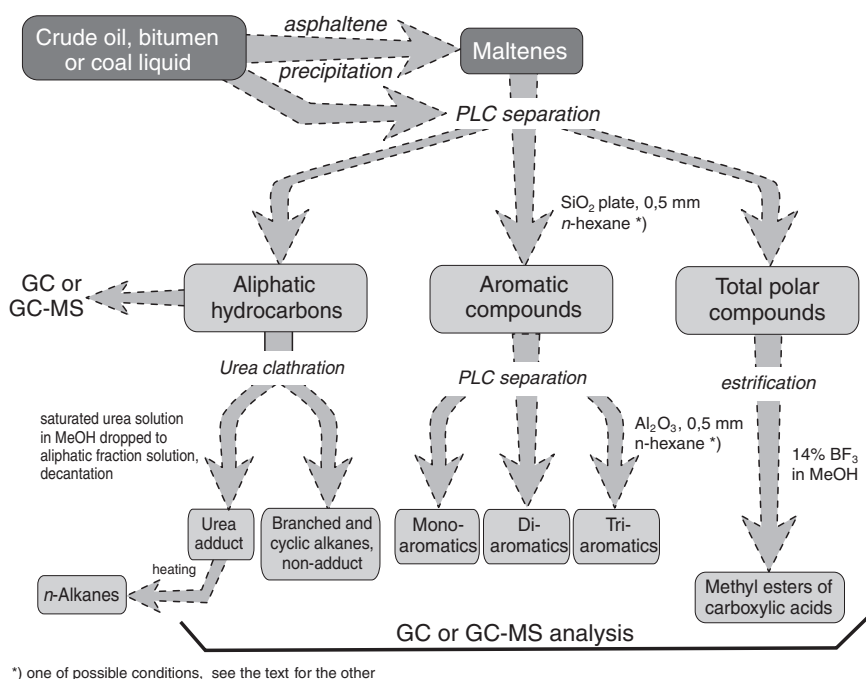 Crude oil, bitumen
or coal liquid
asphaltene
precipitation
Maltenes
PLC separation
SiO₂ plate, 0,5 mm
n-hexane *)
GC or
GC-MS
Aliphatic
hydrocarbons
Aromatic
compounds
Total polar
compounds
Urea clathration
PLC separation
estrification
saturated urea solution
in MeOH dropped to
aliphatic fraction solution,
decantation
Al₂O₃, 0,5 mm
n-hexane *)
14% BF₃
in MeOH
Urea
adduct
Branched and
cyclic alkanes,
non-adduct
Mono-
aromatics
Di-
aromatics
Tri-
aromatics
heating
n-Alkanes
Methyl esters of
carboxylic acids
GC or GC-MS analysis
*) one of possible conditions, see the text for the other